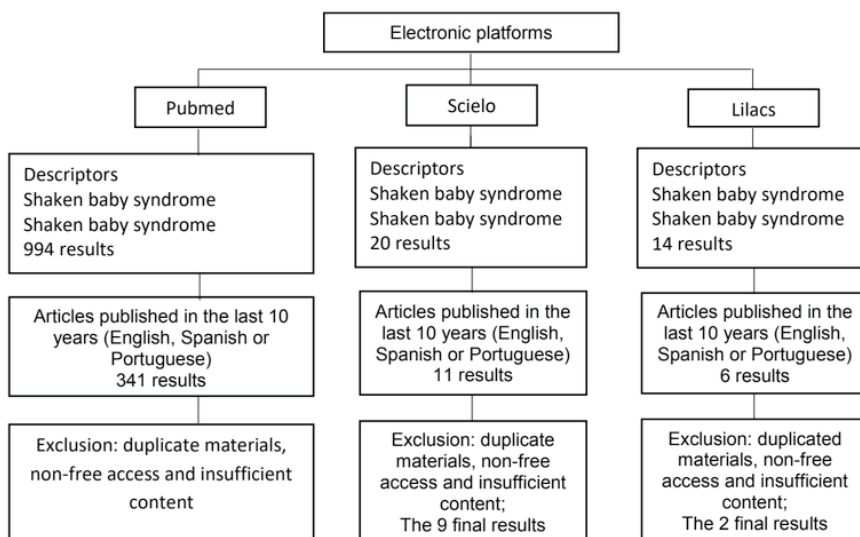 Electronic platforms
Pubmed
Scielo
Lilacs
Descriptors
Shaken baby syndrome
Shaken baby syndrome
994 results
Descriptors
Shaken baby syndrome
Shaken baby syndrome
20 results
Descriptors
Shaken baby syndrome
Shaken baby syndrome
14 results
Articles published in the last 10
years (English, Spanish or
Portuguese)
341 results
Articles published in the
last 10 years (English,
Spanish or Portuguese)
11 results
Articles published in the
last 10 years (English,
Spanish or Portuguese)
6 results
Exclusion: duplicate materials,
non-free access and insufficient
content
Exclusion: duplicate
materials, non-free
access and insufficient
content;
The 9 final results
Exclusion: duplicated
materials, non-free
access and insufficient
content;
The 2 final results